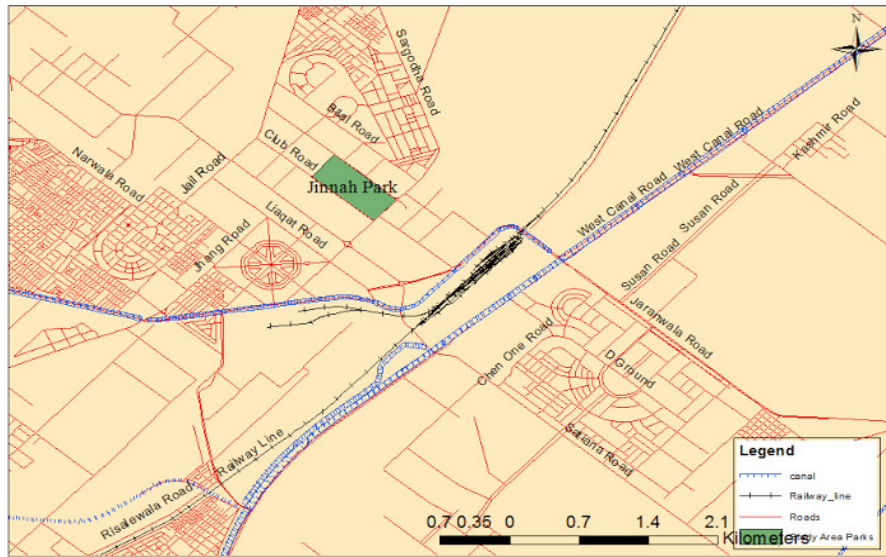 N
Sargodha Road
Bilal Road
Club Road
Narwala Road
Jail Road
Jinnah Park
Liaqat Road
Jhang Road
West Canal Road
West Canal Road
Kashmir Road
Susan Road
Susan Road
Jaranwala Road
Chen One Road
D Ground
Satiana Road
Railway Line
Risalewala Road
Legend
canal
Railway_line
Roads
Study Area Parks
0.7 0.35 0 0.7 1.4 2.1
Kilometers